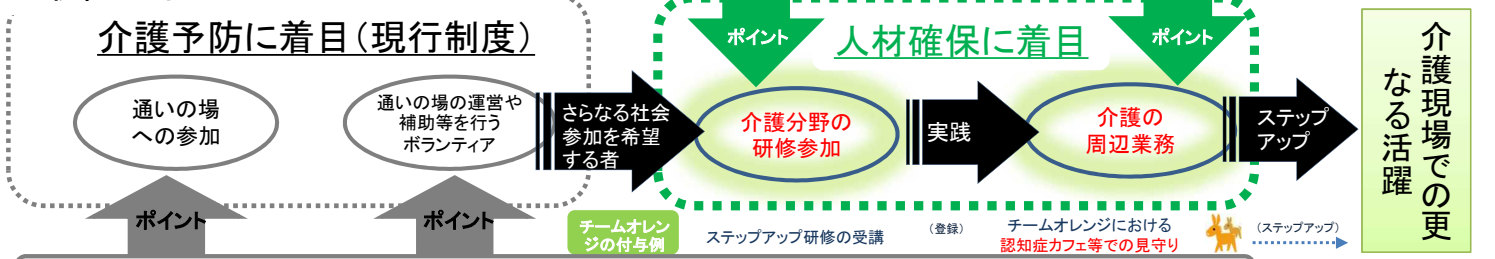 介護予防に着目（現行制度）
通いの場
への参加
通いの場の運営や
補助等を行う
ボランティア
ポイント
ポイント
さらなる社会
参加を希望
する者
ポイント
人材確保に着目
ポイント
介護分野の
研修参加
実践
介護の
周辺業務
ステップ
アップ
介護現場での更
なる活躍
チームオレン
ジの付与例
ステップアップ研修の受講
（登録）
チームオレンジにおける
認知症カフェ等での見守り
（ステップアップ）